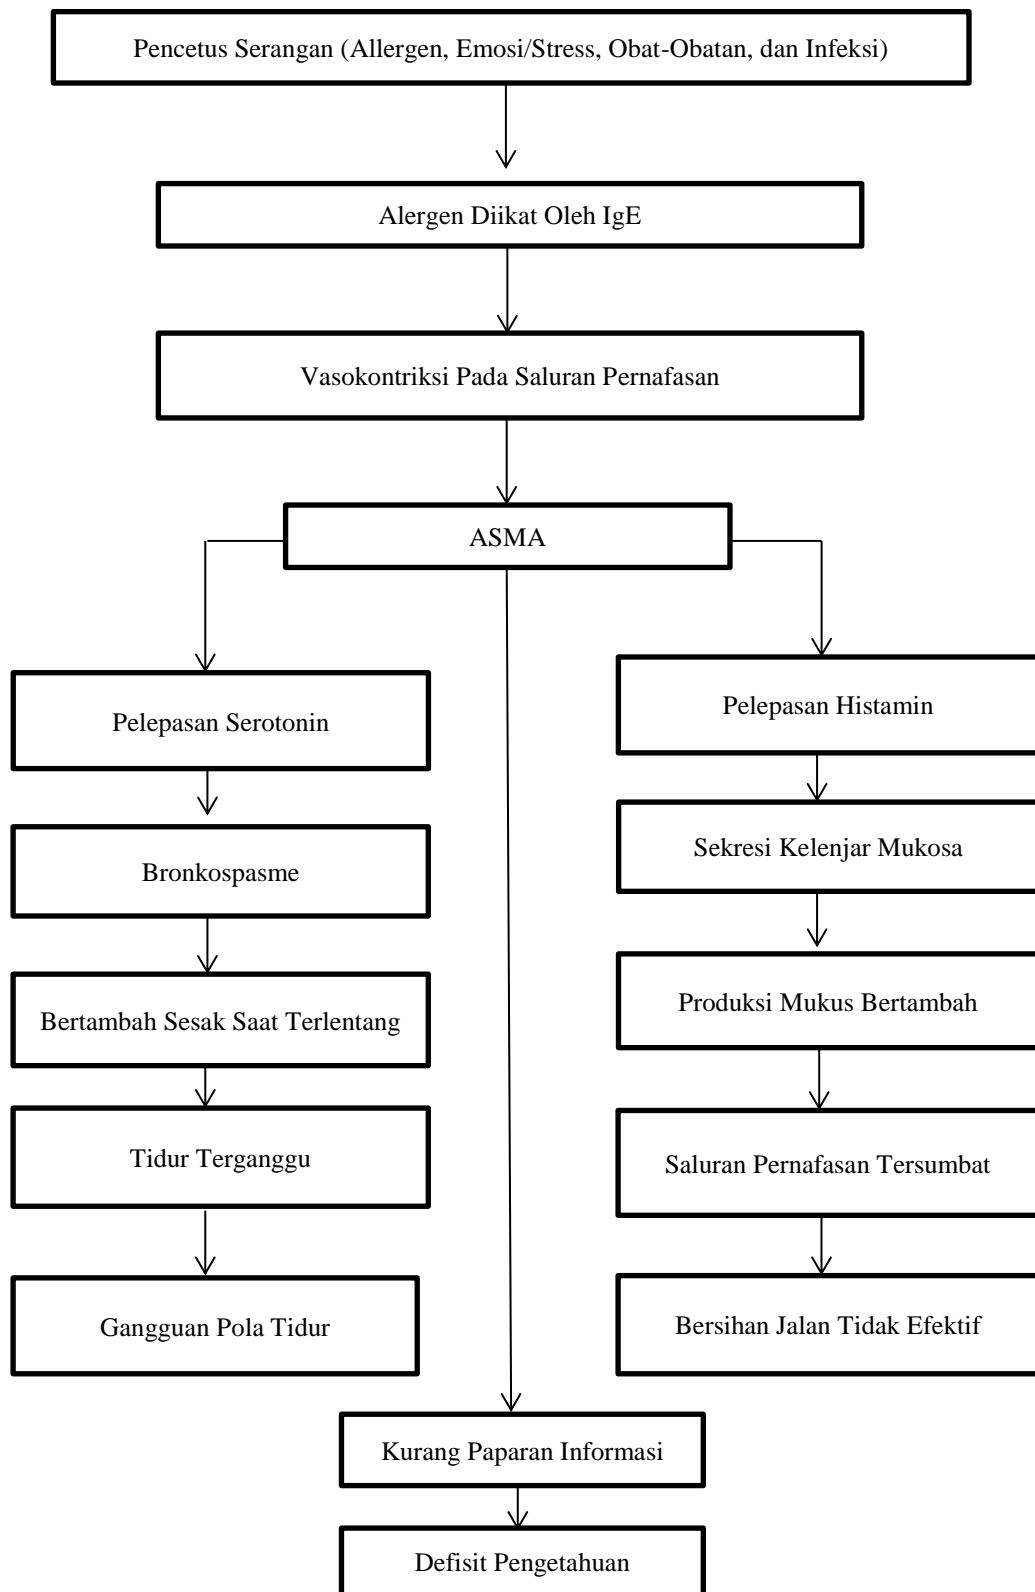 Pencetus Serangan (Allergen, Emosi/Stress, Obat-Obatan, dan Infeksi)
Alergen Diikat Oleh IgE
Vasokontriksi Pada Saluran Pernafasan
ASMA
Pelepasan Serotonin
Bronkospasme
Bertambah Sesak Saat Terlentang
Tidur Terganggu
Gangguan Pola Tidur
Pelepasan Histamin
Sekresi Kelenjar Mukosa
Produksi Mukus Bertambah
Saluran Pernafasan Tersumbat
Bersihan Jalan Tidak Efektif
Kurang Paparan Informasi
Defisit Pengetahuan